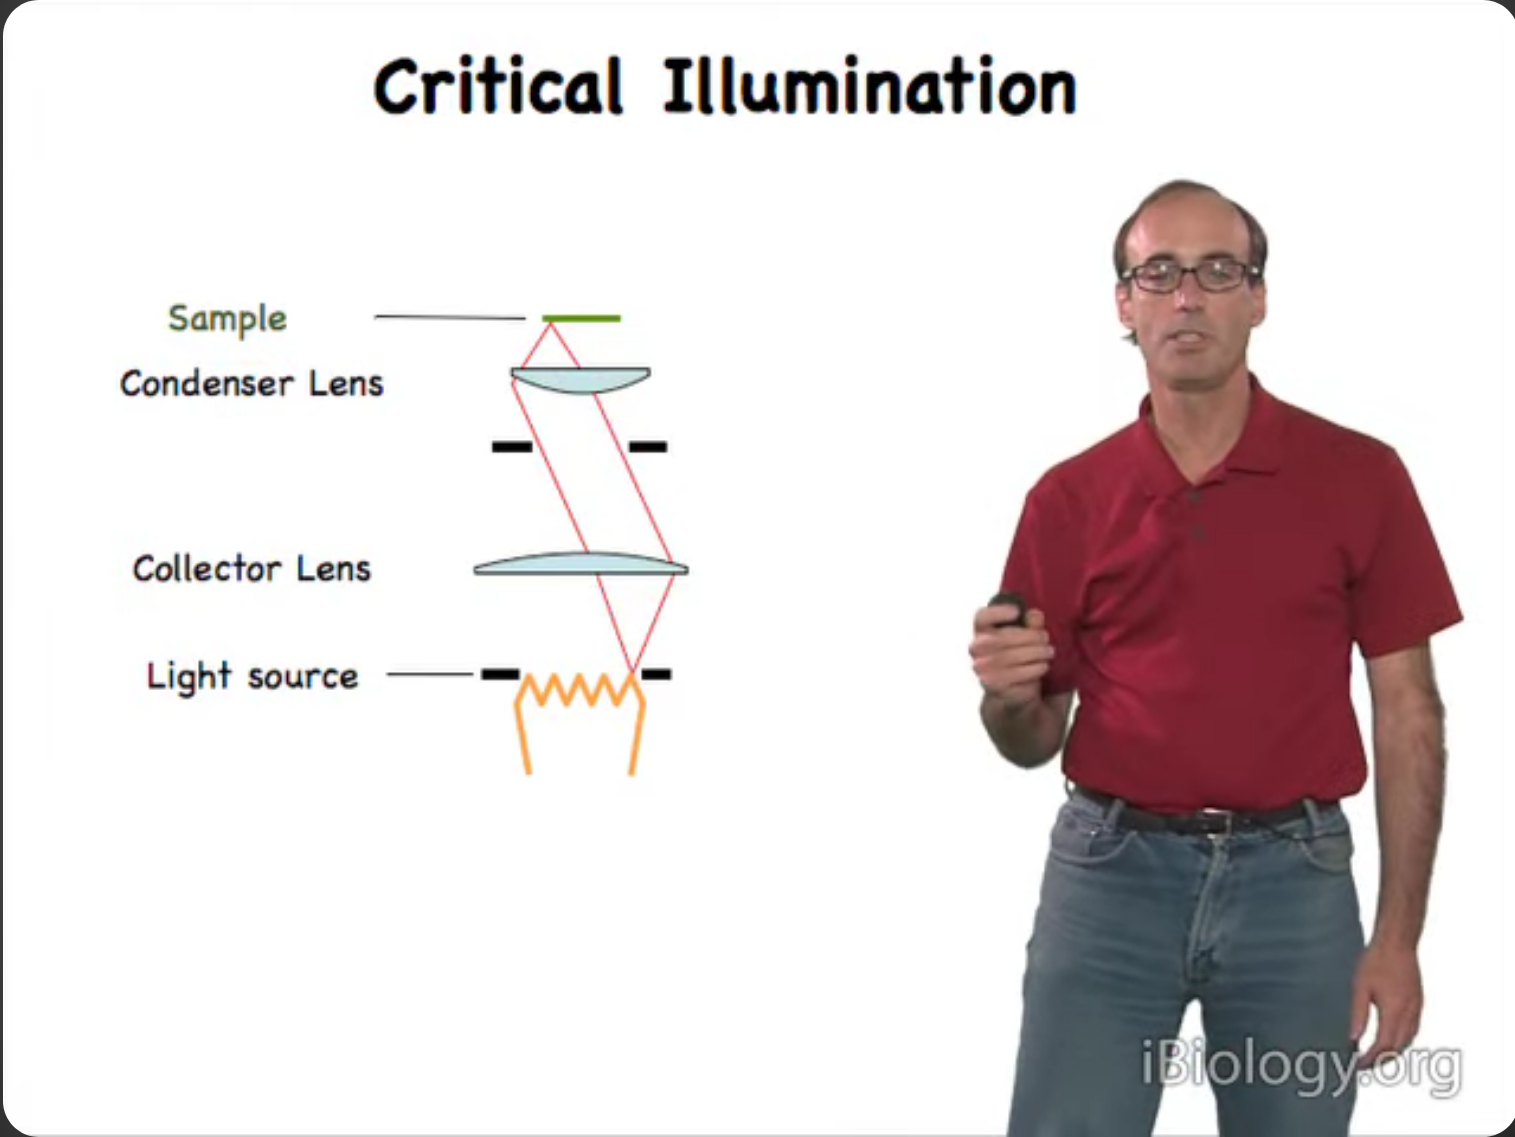 Critical Illumination
Sample
Condenser Lens
Collector Lens
Light source
iBiology.org